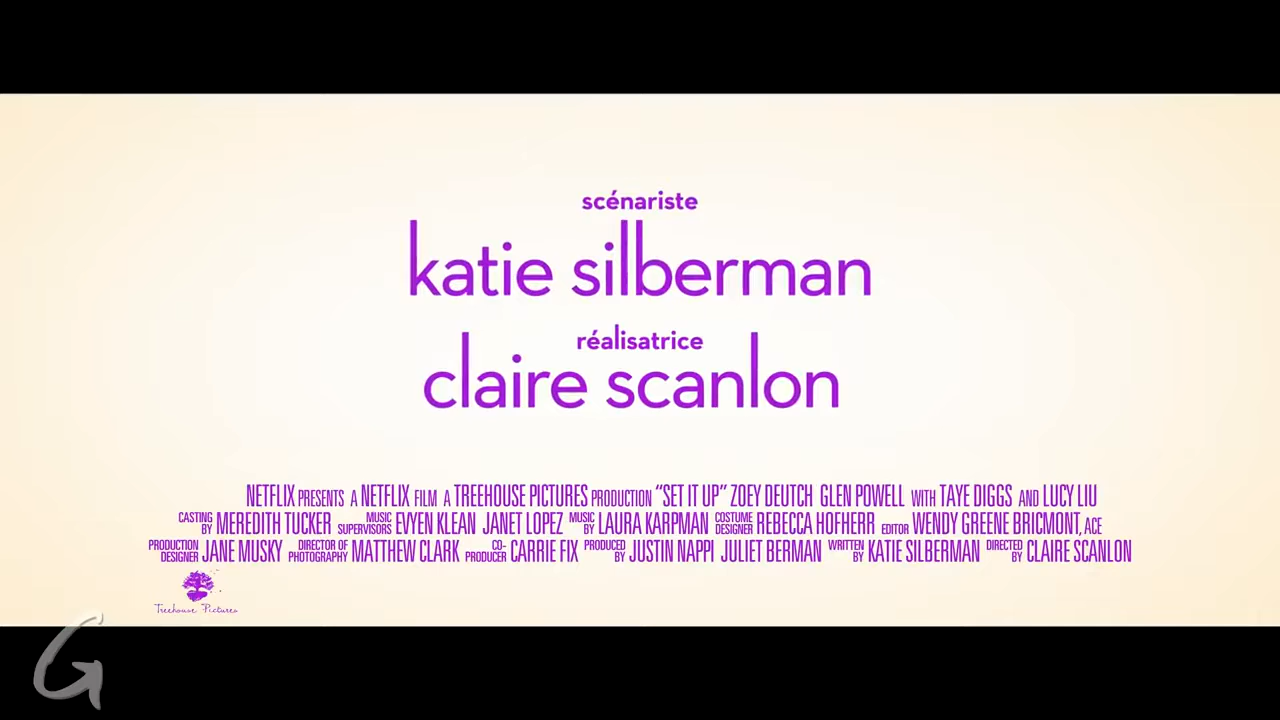 scénariste
katie silberman
réalisatrice
claire scanlon
NETFLIX PRESENTS A NETFLIX FILM A TREEHOUSE PICTURES PRODUCTION “SET IT UP” ZOEY DEUTCH GLEN POWELL WITH TAYE DIGGS AND LUCY LIU
CASTING BY MEREDITH TUCKER MUSIC SUPERVISORS EVYEN KLEAN JANET LOPEZ MUSIC BY LAURA KARPMAN COSTUME DESIGNER REBECCA HOFHERR EDITOR WENDY GREENE BRICMONT, ACE
PRODUCTION DESIGNER JANE MUSKY DIRECTOR OF PHOTOGRAPHY MATTHEW CLARK CO-PRODUCER CARRIE FIX PRODUCED BY JUSTIN NAPPI JULIET BERMAN WRITTEN BY KATIE SILBERMAN DIRECTED BY CLAIRE SCANLON
Treehouse Pictures
G